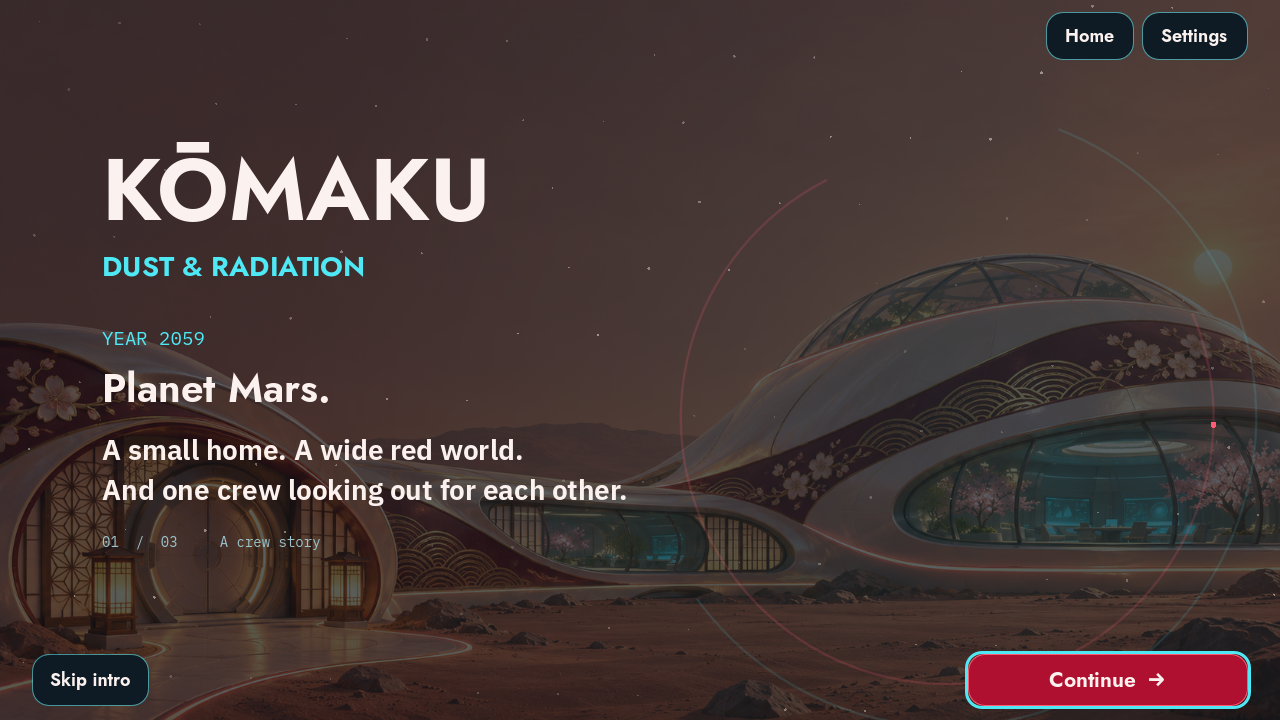 Home
Settings
KŌMAKU
DUST & RADIATION
YEAR 2059
Planet Mars.
A small home. A wide red world.
And one crew looking out for each other.
01 / 03 A crew story
Skip intro
Continue →